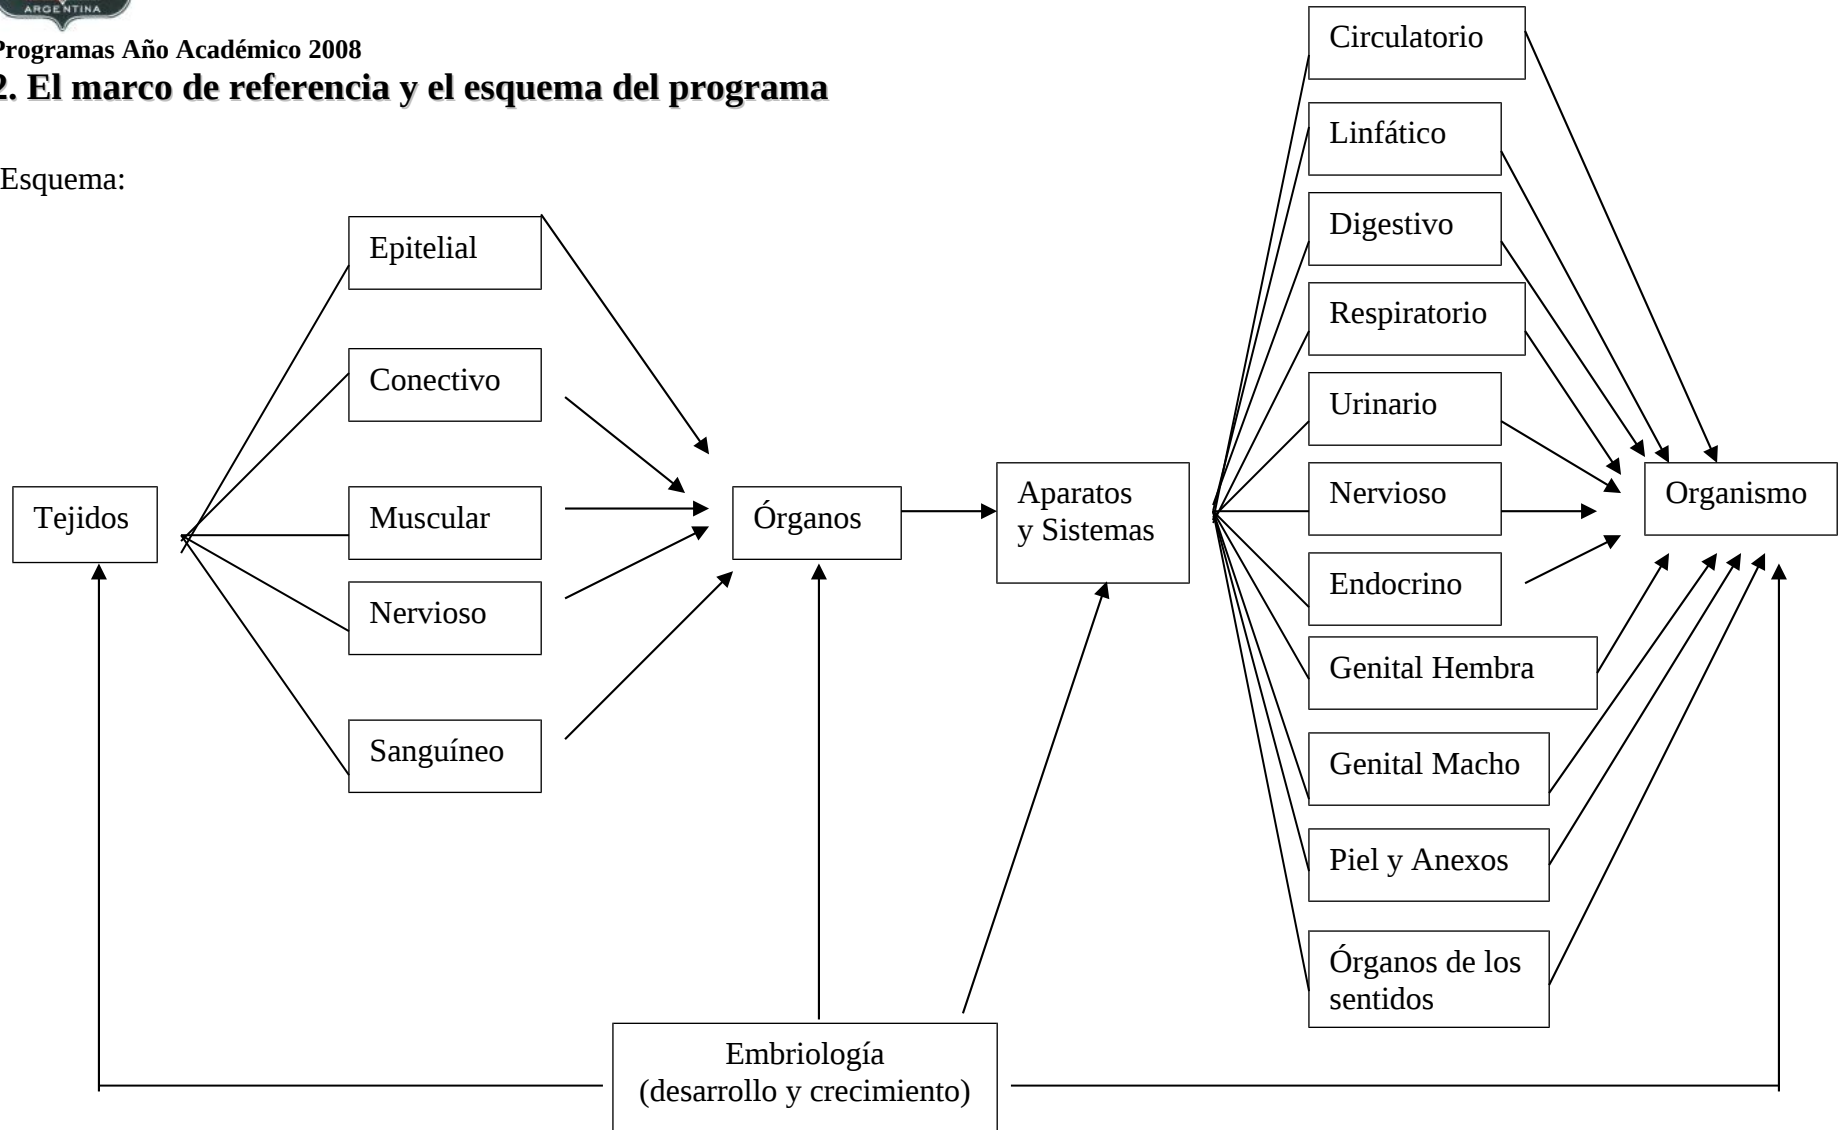 ARGENTINA
Programas Año Académico 2008
2. El marco de referencia y el esquema del programa
Esquema:
Tejidos
Epitelial
Conectivo
Muscular
Nervioso
Sanguíneo
Órganos
Aparatos
y Sistemas
Circulatorio
Linfático
Digestivo
Respiratorio
Urinario
Nervioso
Endocrino
Genital Hembra
Genital Macho
Piel y Anexos
Órganos de los
sentidos
Organismo
Embriología
(desarrollo y crecimiento)